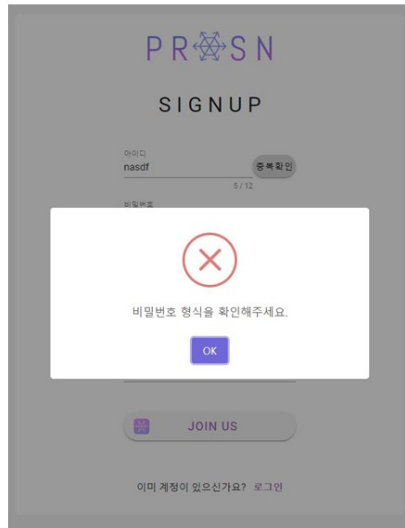 PR SN
SIGNUP
아이디
nasdf
중복확인
5 / 12
비밀번호
비밀번호 형식을 확인해주세요.
OK
JOIN US
이미 계정이 있으신가요? 로그인